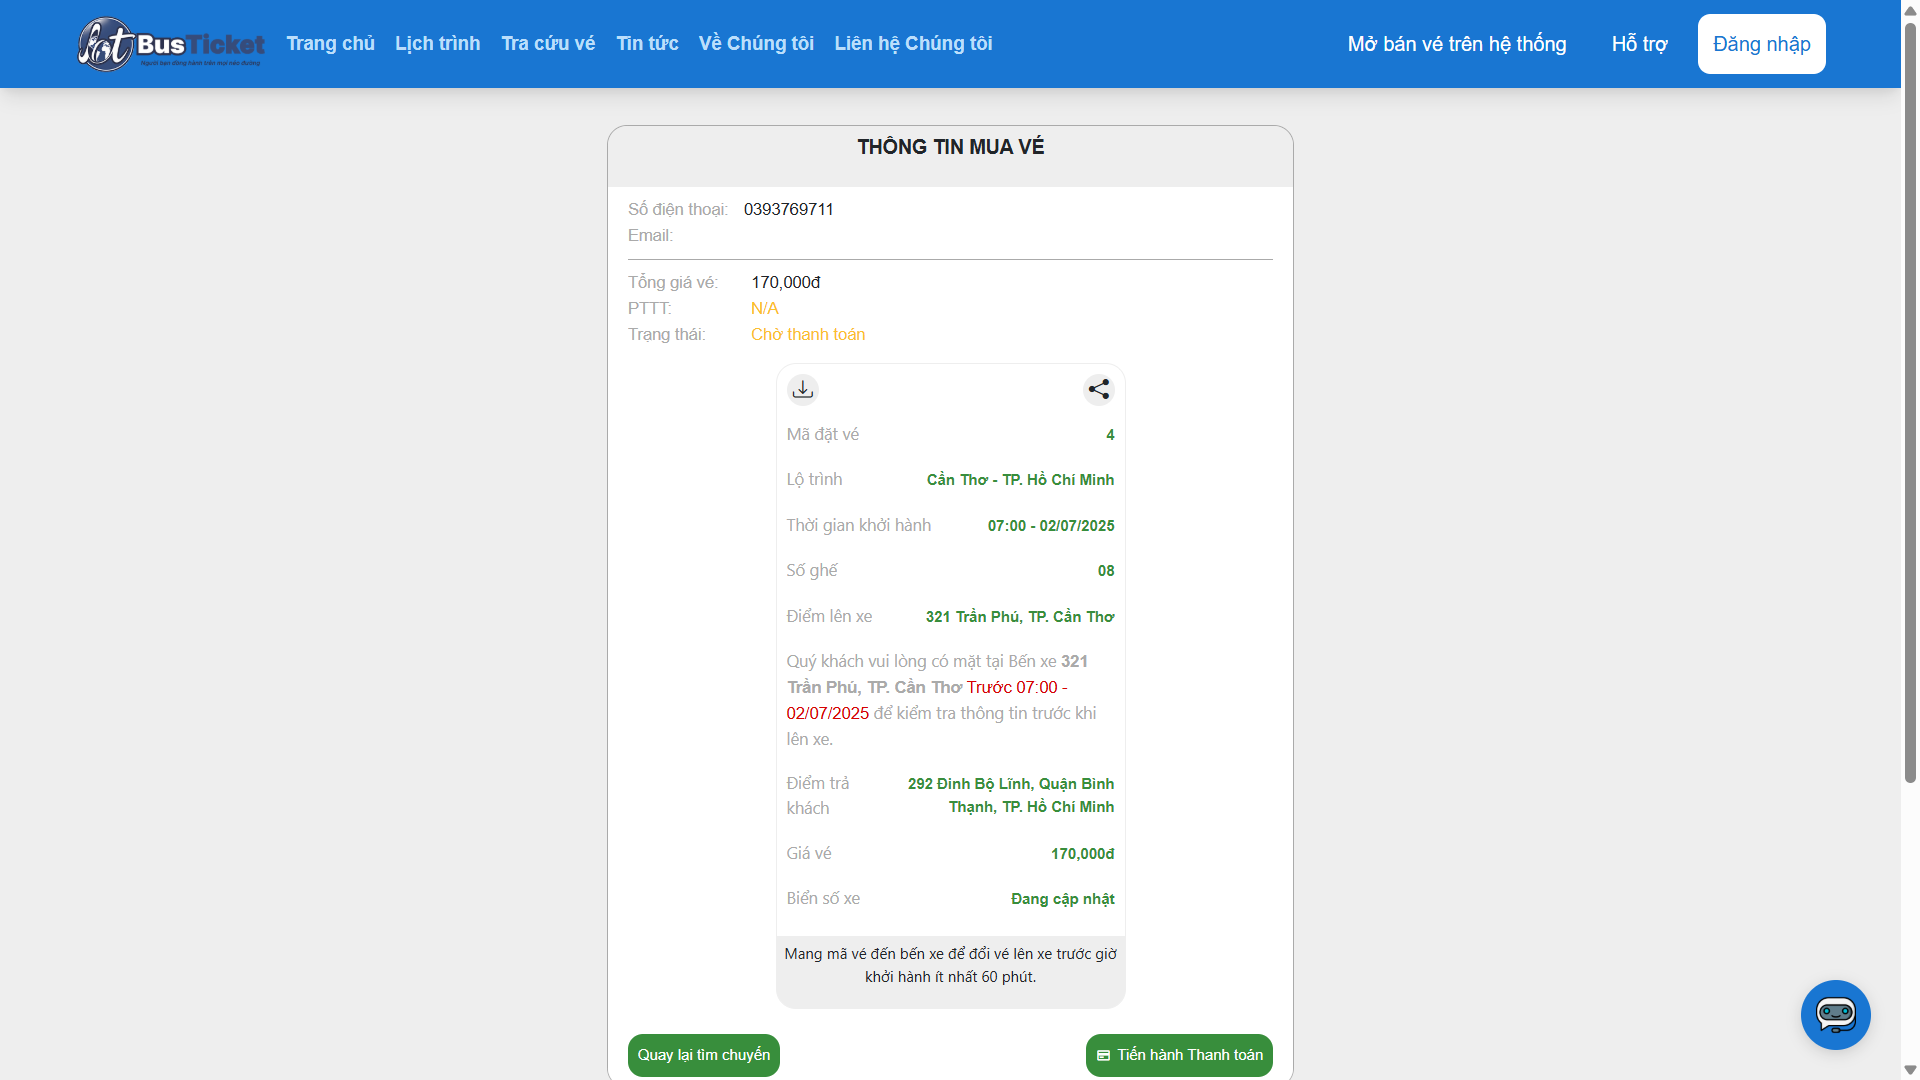 hot BusTicket
Người bạn đồng hành trên mọi nẻo đường
Trang chủ
Lịch trình
Tra cứu vé
Tin tức
Về Chúng tôi
Liên hệ Chúng tôi
Mở bán vé trên hệ thống
Hỗ trợ
Đăng nhập
THÔNG TIN MUA VÉ
Số điện thoại: 0393769711
Email:
Tổng giá vé: 170,000đ
PTTT: N/A
Trạng thái: Chờ thanh toán
Mã đặt vé 4
Lộ trình Cần Thơ - TP. Hồ Chí Minh
Thời gian khởi hành 07:00 - 02/07/2025
Số ghế 08
Điểm lên xe 321 Trần Phú, TP. Cần Thơ
Quý khách vui lòng có mặt tại Bến xe 321
Trần Phú, TP. Cần Thơ Trước 07:00 -
02/07/2025 để kiểm tra thông tin trước khi
lên xe.
Điểm trả khách 292 Đinh Bộ Lĩnh, Quận Bình
Thạnh, TP. Hồ Chí Minh
Giá vé 170,000đ
Biển số xe Đang cập nhật
Mang mã vé đến bến xe để đổi vé lên xe trước giờ
khởi hành ít nhất 60 phút.
Quay lại tìm chuyến
Tiến hành Thanh toán